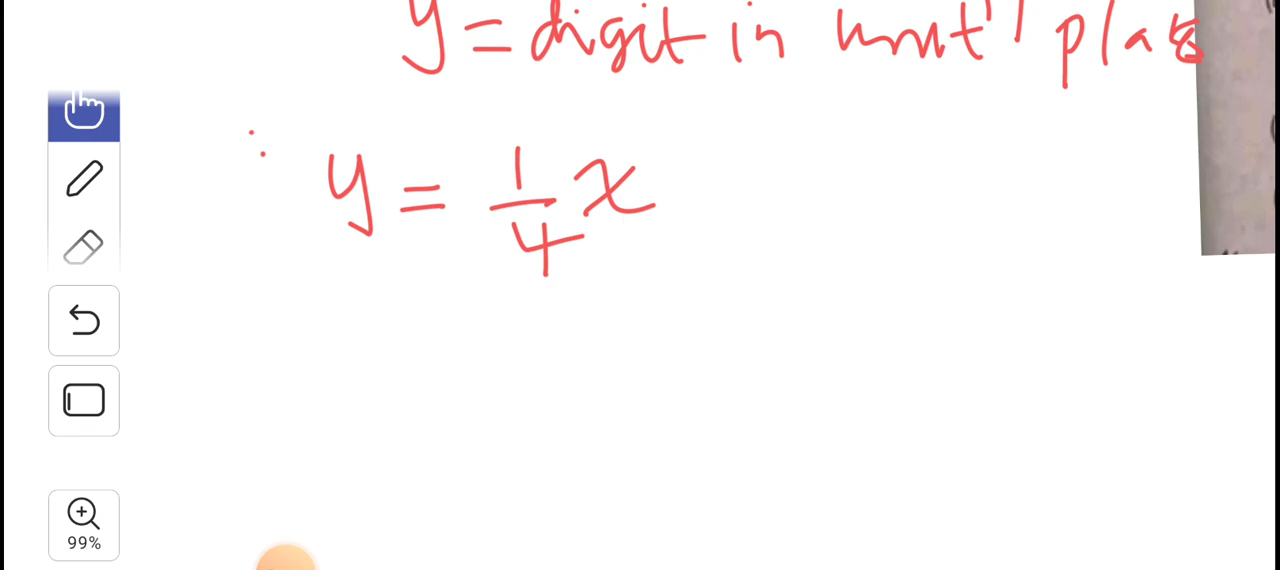 y = digit in unit's place
∴ y = 1/4 x
99%